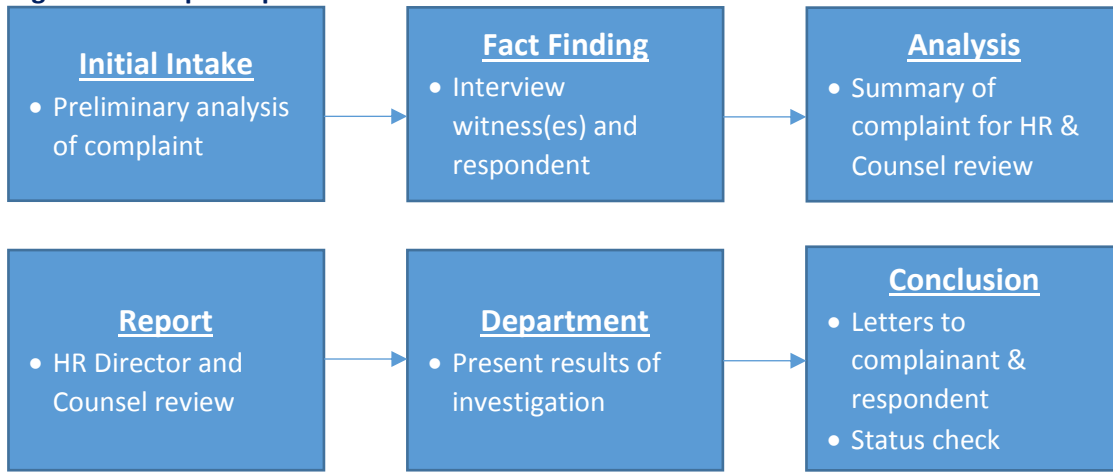 Initial Intake
• Preliminary analysis
of complaint
Fact Finding
• Interview
witness(es) and
respondent
Analysis
• Summary of
complaint for HR &
Counsel review
Report
• HR Director and
Counsel review
Department
• Present results of
investigation
Conclusion
• Letters to
complainant &
respondent
• Status check